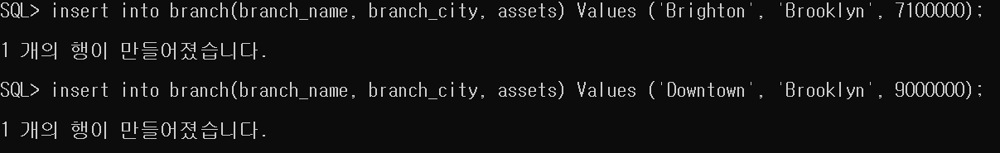 SQL> insert into branch(branch_name, branch_city, assets) Values ('Brighton', 'Brooklyn', 7100000);
1 개의 행이 만들어졌습니다.
SQL> insert into branch(branch_name, branch_city, assets) Values ('Downtown', 'Brooklyn', 9000000);
1 개의 행이 만들어졌습니다.